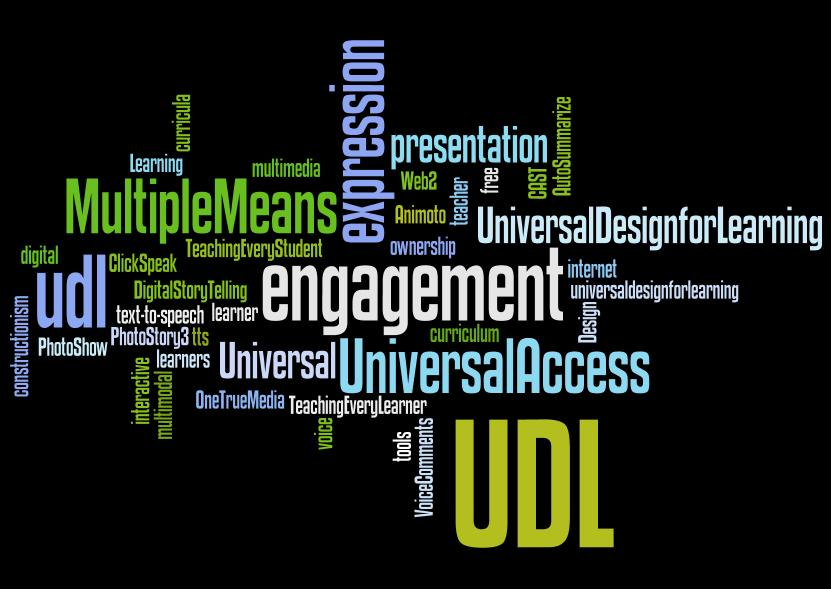 expression
curricula
AutoSummarize
presentation
Learning
multimedia
free
CAST
Web2
teacher
MultipleMeans
Animoto
UniversalDesignforLearning
ownership
TeachingEveryStudent
digital
ClickSpeak
udl
engagement
internet
DigitalStoryTelling
universaldesignforlearning
constructionism
text-to-speech
learner
Design
PhotoStory3
tts
curriculum
PhotoShow
learners
Universal
UniversalAccess
interactive
multimodal
OneTrueMedia
TeachingEveryLearner
voice
tools
VoiceComments
UDL